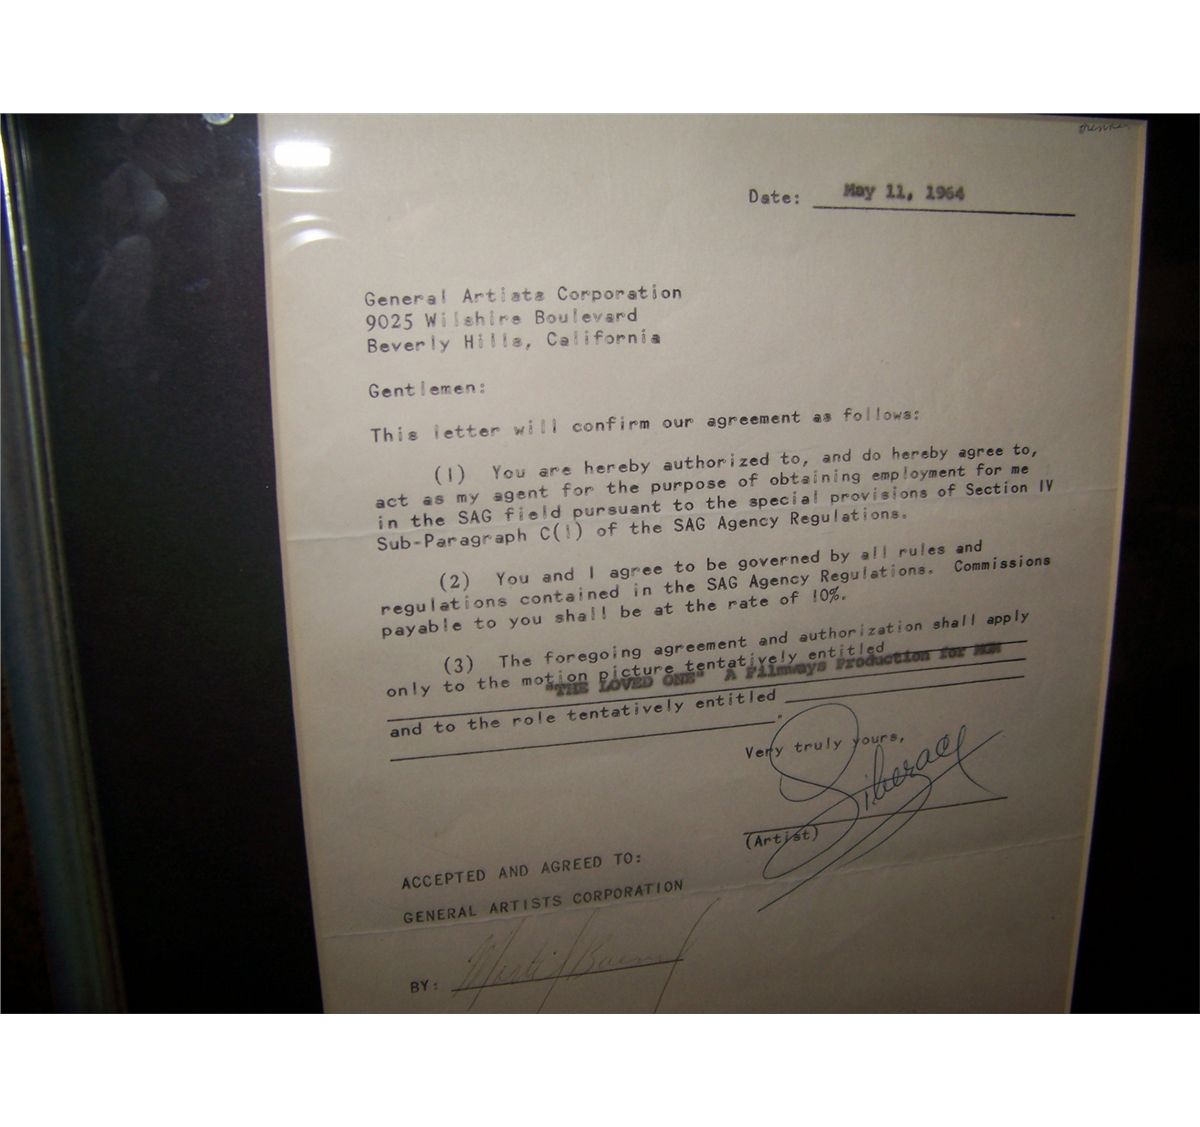 Date: May 11, 1964
General Artists Corporation
9025 Wilshire Boulevard
Beverly Hills, California
Gentlemen:
This letter will confirm our agreement as follows:
(1) You are hereby authorized to, and do hereby agree to,
act as my agent for the purpose of obtaining employment for me
in the SAG field pursuant to the special provisions of Section IV
Sub-Paragraph C(1) of the SAG Agency Regulations.
(2) You and I agree to be governed by all rules and
regulations contained in the SAG Agency Regulations. Commissions
payable to you shall be at the rate of 10%.
(3) The foregoing agreement and authorization shall apply
only to the motion picture tentatively entitled
"THE LOVED ONE" A Filmways Production for MGM
and to the role tentatively entitled
.
Very truly yours,
Liberace
(Artist)
ACCEPTED AND AGREED TO:
GENERAL ARTISTS CORPORATION
BY: